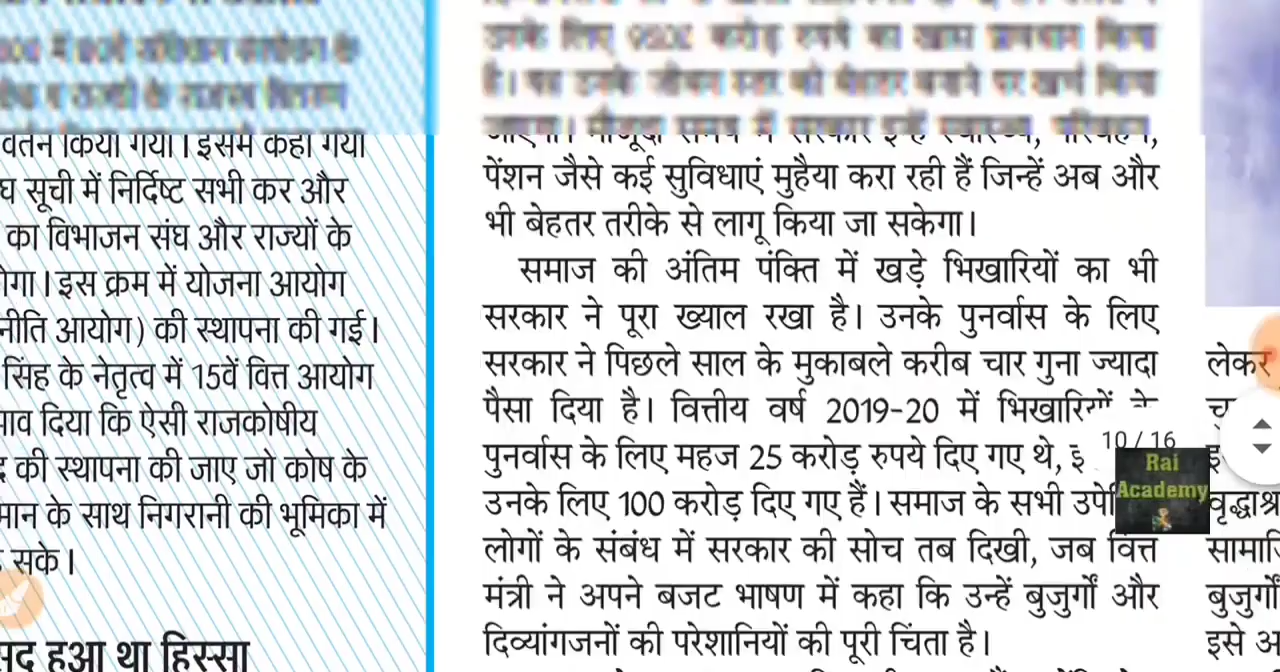 वर्तन किया गया। इसमें कहा गया
घ सूची में निर्दिष्ट सभी कर और
का विभाजन संघ और राज्यों के
गेगा। इस क्रम में योजना आयोग
नीति आयोग) की स्थापना की गई।
सिंह के नेतृत्व में 15वें वित्त आयोग
झाव दिया कि ऐसी राजकोषीय
की स्थापना की जाए जो कोष के
मान के साथ निगरानी की भूमिका में
सके।
हुआ था हिस्सा
पेंशन जैसे कई सुविधाएं मुहैया करा रही हैं जिन्हें अब और
भी बेहतर तरीके से लागू किया जा सकेगा।
समाज की अंतिम पंक्ति में खड़े भिखारियों का भी
सरकार ने पूरा ख्याल रखा है। उनके पुनर्वास के लिए
सरकार ने पिछले साल के मुकाबले करीब चार गुना ज्यादा
पैसा दिया है। वित्तीय वर्ष 2019-20 में भिखारियों के
पुनर्वास के लिए महज 25 करोड़ रुपये दिए गए थे, इ
उनके लिए 100 करोड़ दिए गए हैं। समाज के सभी उपे
लोगों के संबंध में सरकार की सोच तब दिखी, जब वित्त
मंत्री ने अपने बजट भाषण में कहा कि उन्हें बुजुर्गों और
दिव्यांगजनों की परेशानियों की पूरी चिंता है।
लेकर
वृद्धाश्र
सामाजि
बुजुर्गों
इसे अ
10 / 16
Rai
Academy